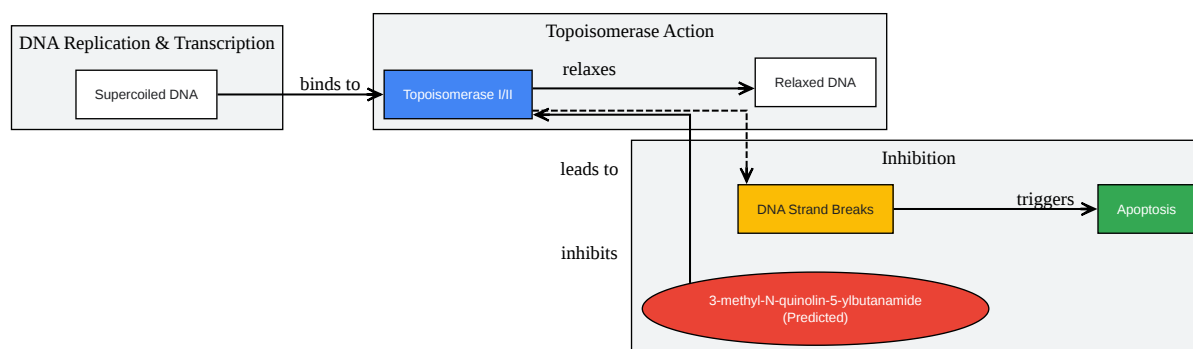 DNA Replication & Transcription
Supercoiled DNA
binds to
Topoisomerase Action
Topoisomerase I/II
relaxes
Relaxed DNA
leads to
inhibits
Inhibition
DNA Strand Breaks
triggers
Apoptosis
3-methyl-N-quinolin-5-ylbutanamide
(Predicted)